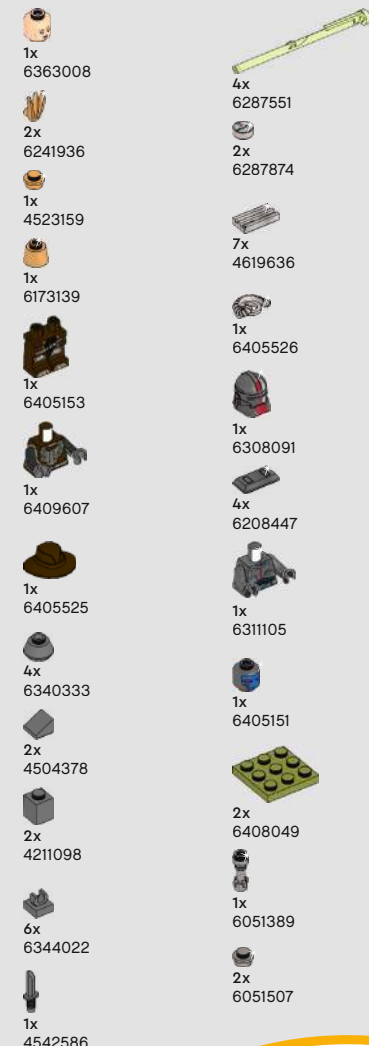 1x
6363008
2x
6241936
1x
4523159
1x
6173139
1x
6405153
1x
6409607
1x
6405525
4x
6340333
2x
4504378
2x
4211098
6x
6344022
1x
4542586
4x
6287551
2x
6287874
7x
4619636
1x
6405526
1x
6308091
4x
6208447
1x
6311105
1x
6405151
2x
6408049
1x
6051389
2x
6051507